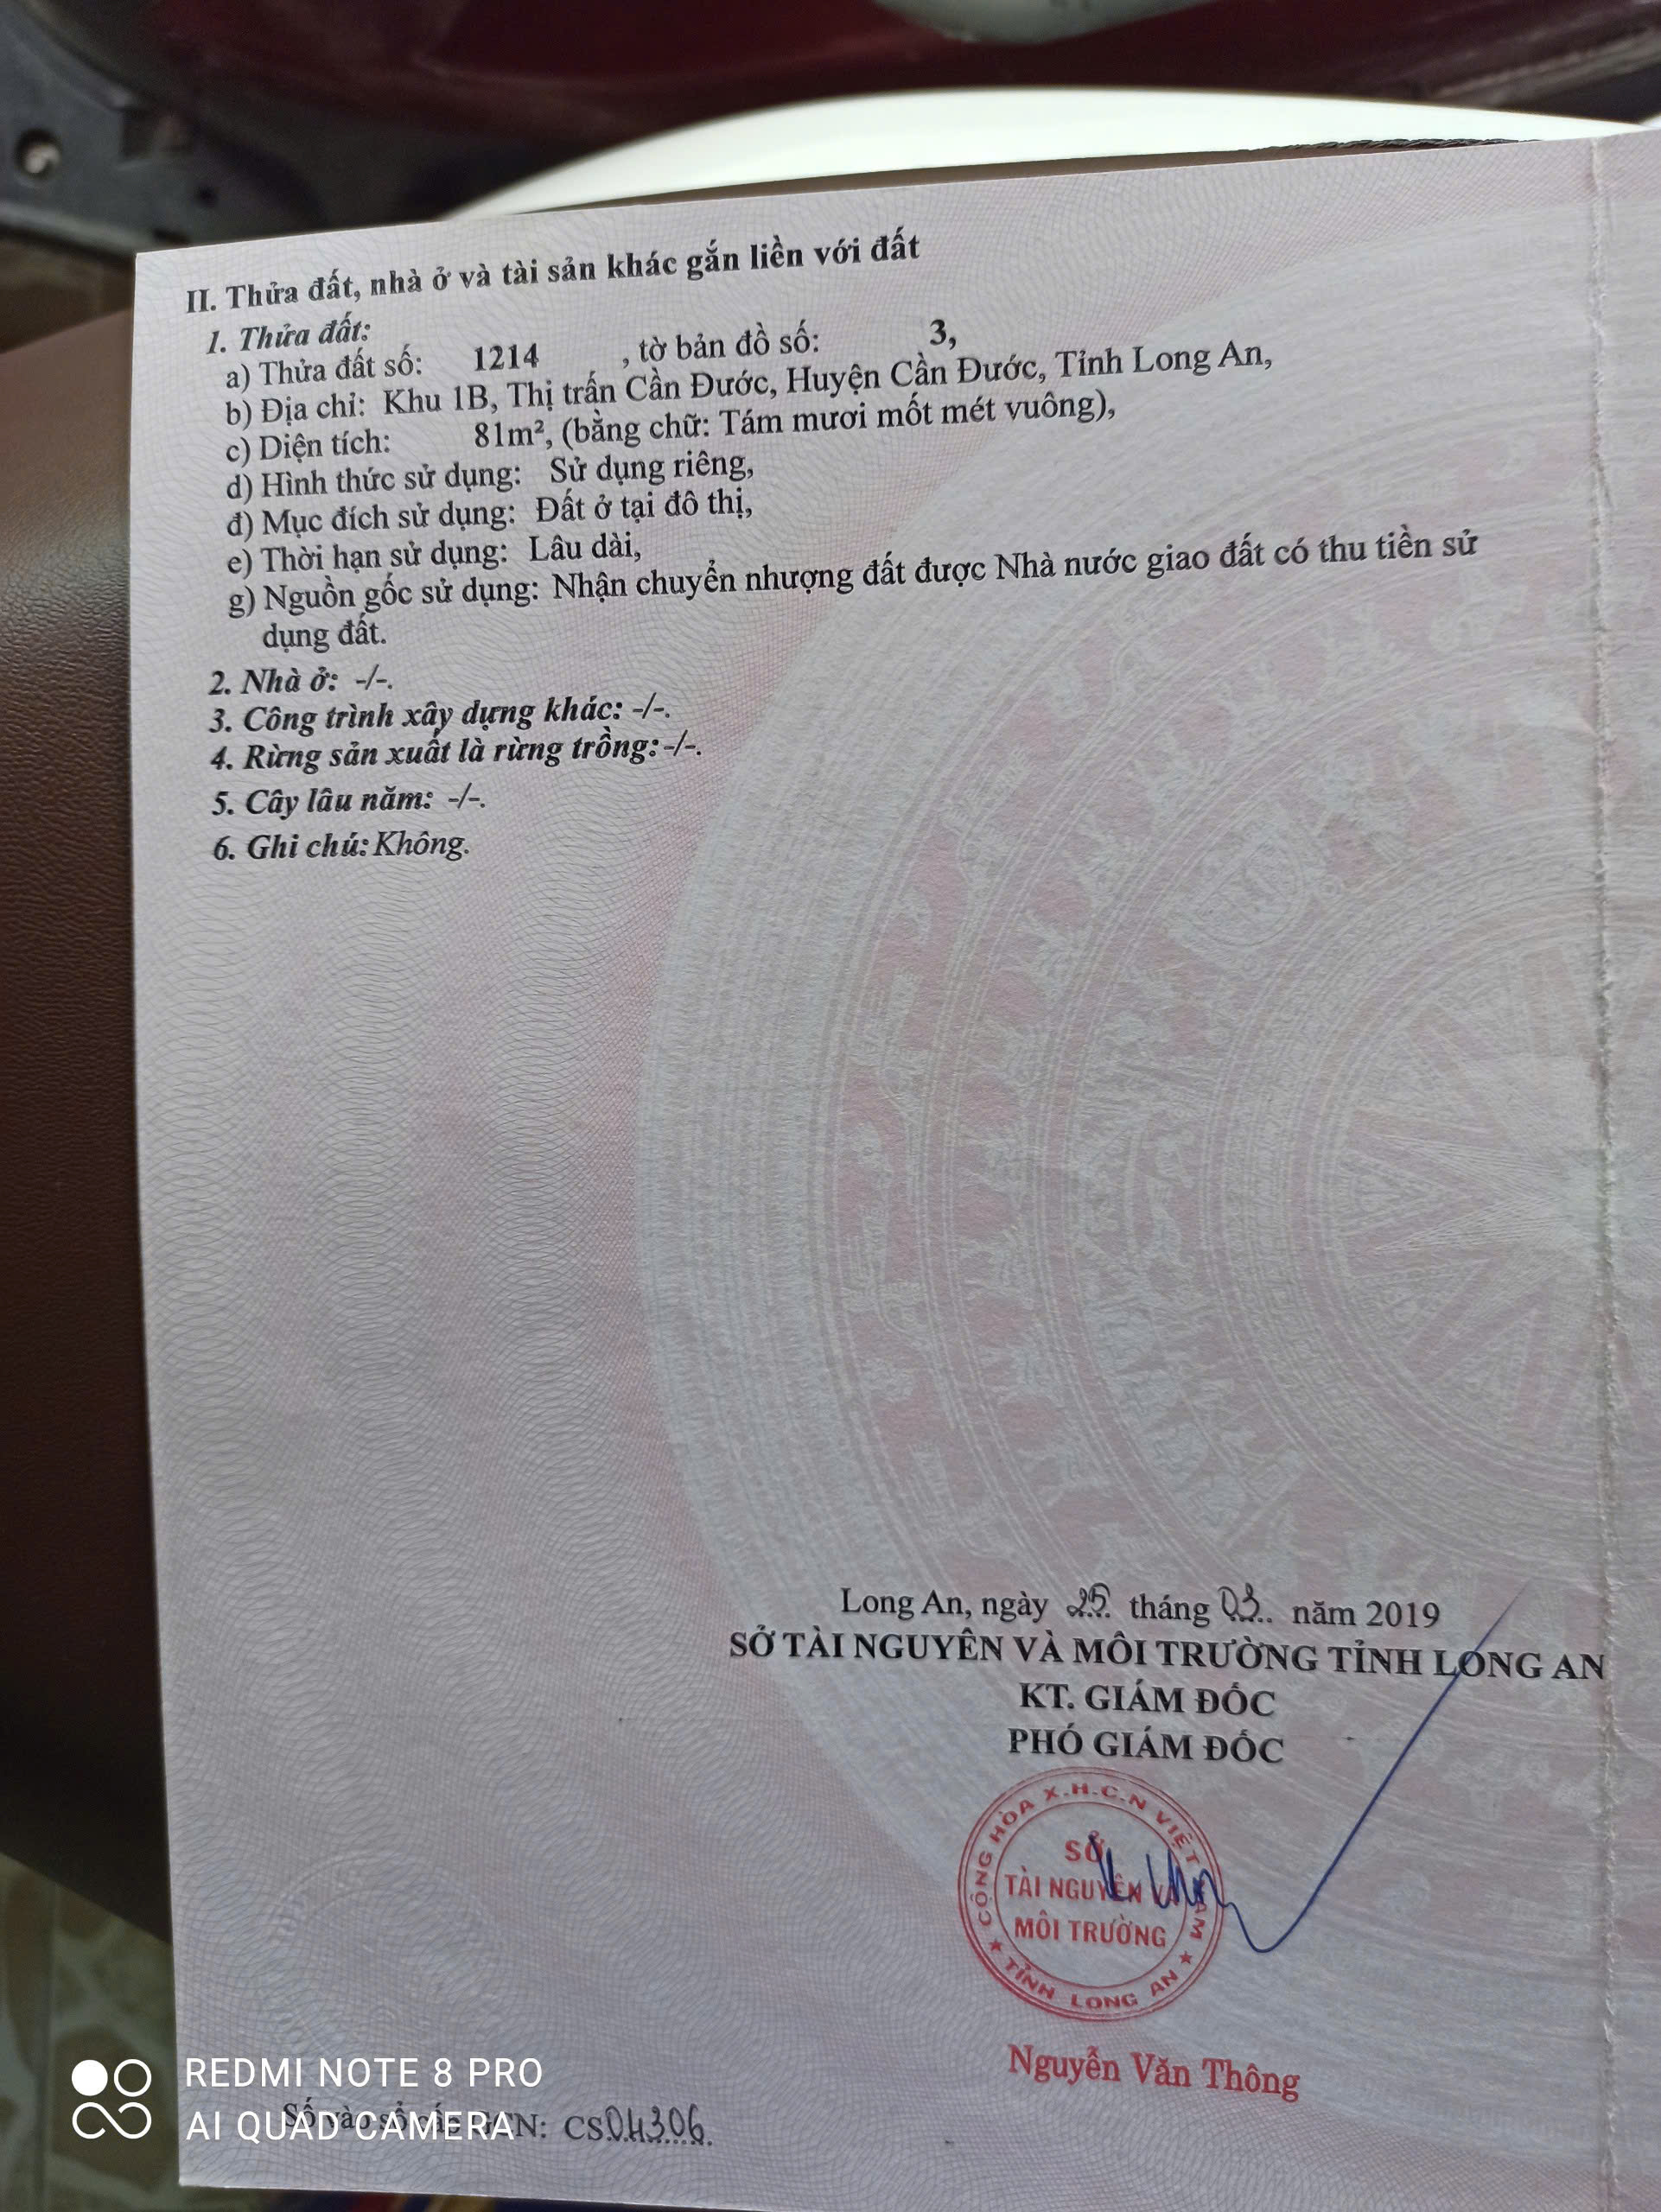 II. Thửa đất, nhà ở và tài sản khác gắn liền với đất
1. Thửa đất:
a) Thửa đất số: 1214 , tờ bản đồ số: 3,
b) Địa chỉ: Khu 1B, Thị trấn Cần Đước, Huyện Cần Đước, Tỉnh Long An,
c) Diện tích: 81m², (bằng chữ: Tám mươi mốt mét vuông),
d) Hình thức sử dụng: Sử dụng riêng,
đ) Mục đích sử dụng: Đất ở tại đô thị,
e) Thời hạn sử dụng: Lâu dài,
g) Nguồn gốc sử dụng: Nhận chuyển nhượng đất được Nhà nước giao đất có thu tiền sử
dụng đất.
2. Nhà ở: -/-.
3. Công trình xây dựng khác: -/-.
4. Rừng sản xuất là rừng trồng: -/-.
5. Cây lâu năm: -/-.
6. Ghi chú: Không.
Long An, ngày 25 tháng 03 năm 2019
SỞ TÀI NGUYÊN VÀ MÔI TRƯỜNG TỈNH LONG AN
KT. GIÁM ĐỐC
PHÓ GIÁM ĐỐC
CỘNG HÒA X.H.C.N VIỆT NAM
SỞ
TÀI NGUYÊN VÀ
MÔI TRƯỜNG
★ TỈNH LONG AN ★
Nguyễn Văn Thông
REDMI NOTE 8 PRO
AI QUAD CAMERA
Số vào sổ cấp GCN: CS04306